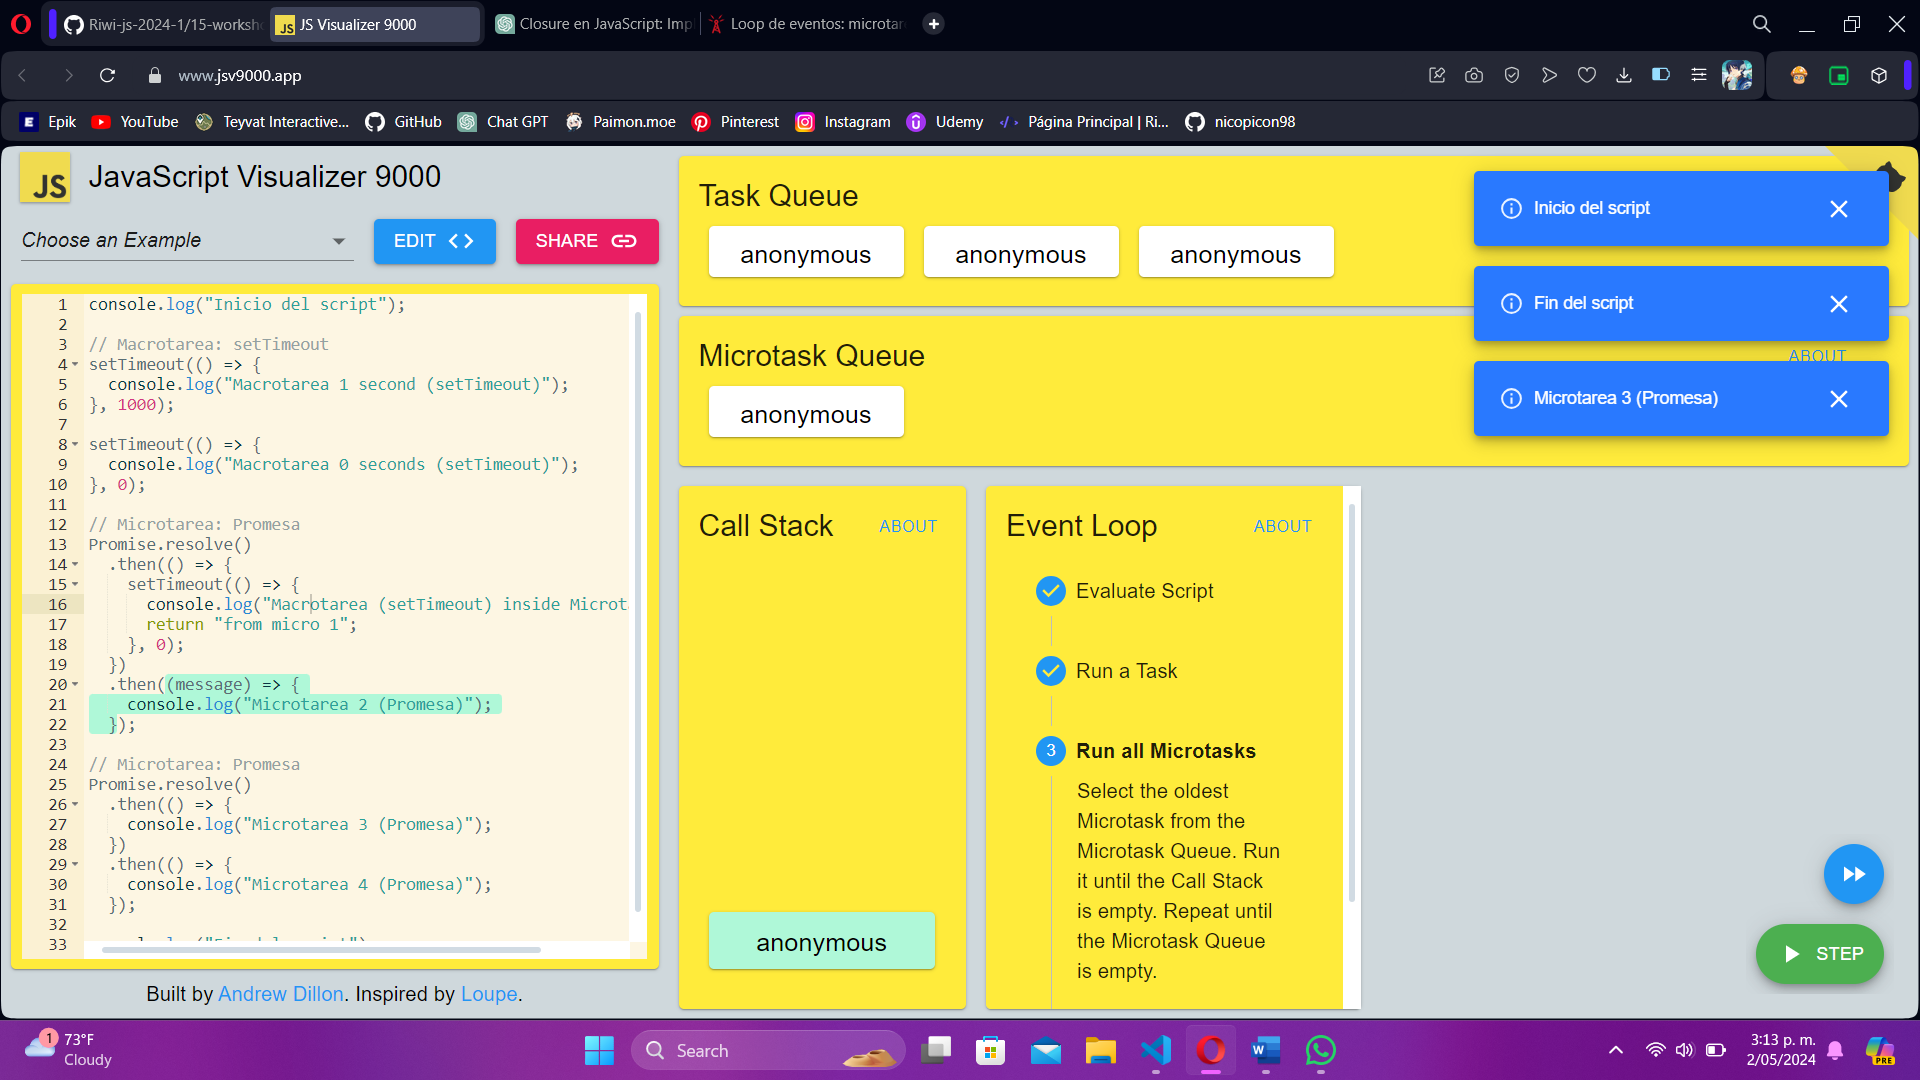 Riwi-js-2024-1/15-worksh
JS Visualizer 9000
Closure en JavaScript: Imp
Loop de eventos: microtar
www.jsv9000.app
Epik
YouTube
Teyvat Interactive...
GitHub
Chat GPT
Paimon.moe
Pinterest
Instagram
Udemy
Página Principal | Ri...
nicopicon98
JS
JavaScript Visualizer 9000
Choose an Example
EDIT
SHARE
1 console.log("Inicio del script");
2
3 // Macrotarea: setTimeout
4 setTimeout(() => {
5 console.log("Macrotarea 1 second (setTimeout)");
6 }, 1000);
7
8 setTimeout(() => {
9 console.log("Macrotarea 0 seconds (setTimeout)");
10 }, 0);
11
12 // Microtarea: Promesa
13 Promise.resolve()
14 .then(() => {
15 setTimeout(() => {
16 console.log("Macrotarea (setTimeout) inside Microt
17 return "from micro 1";
18 }, 0);
19 })
20 .then((message) => {
21 console.log("Microtarea 2 (Promesa)");
22 });
23
24 // Microtarea: Promesa
25 Promise.resolve()
26 .then(() => {
27 console.log("Microtarea 3 (Promesa)");
28 })
29 .then(() => {
30 console.log("Microtarea 4 (Promesa)");
31 });
32
33
Built by Andrew Dillon. Inspired by Loupe.
Task Queue
anonymous
anonymous
anonymous
Microtask Queue
ABOUT
anonymous
Inicio del script
Fin del script
Microtarea 3 (Promesa)
Call Stack
ABOUT
anonymous
Event Loop
ABOUT
Evaluate Script
Run a Task
3 Run all Microtasks
Select the oldest
Microtask from the
Microtask Queue. Run
it until the Call Stack
is empty. Repeat until
the Microtask Queue
is empty.
STEP
1
73°F
Cloudy
Search
3:13 p. m.
2/05/2024
PRE